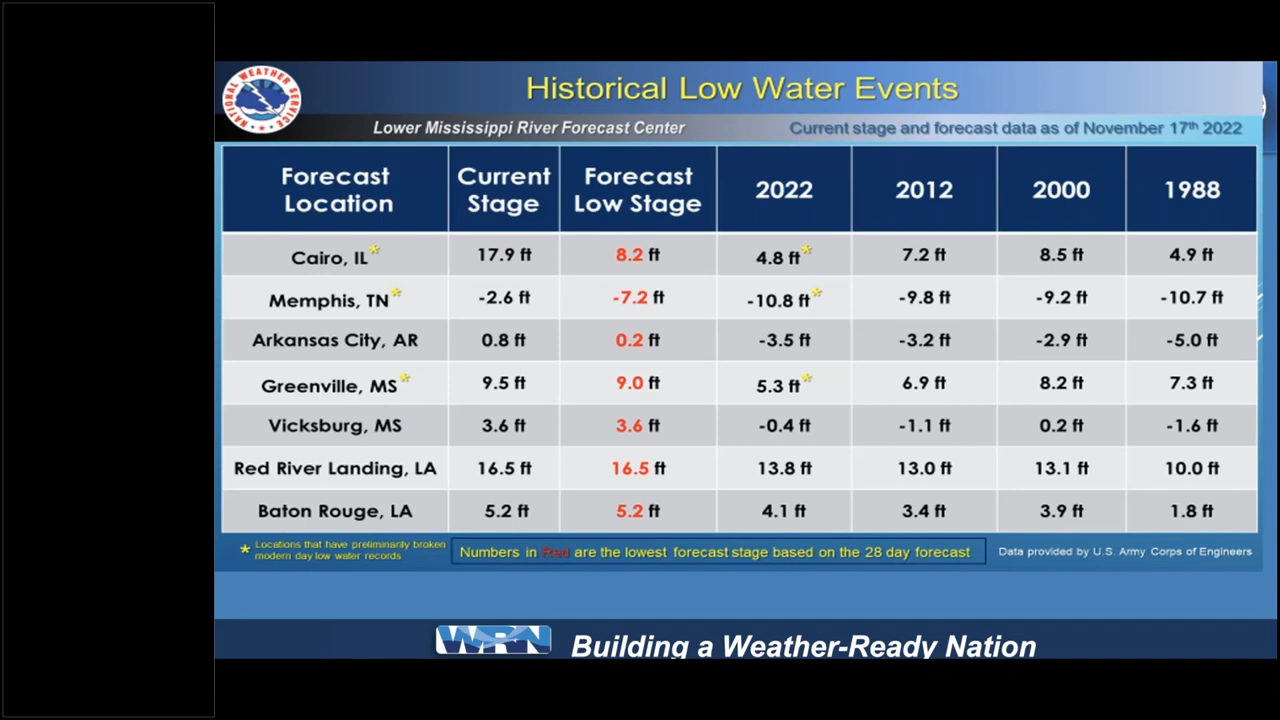 Historical Low Water Events
NATIONAL WEATHER SERVICE
Lower Mississippi River Forecast Center
Current stage and forecast data as of November 17th 2022
Forecast Location Current Stage Forecast Low Stage 2022 2012 2000 1988
Cairo, IL* 17.9 ft 8.2 ft 4.8 ft* 7.2 ft 8.5 ft 4.9 ft
Memphis, TN* -2.6 ft -7.2 ft -10.8 ft* -9.8 ft -9.2 ft -10.7 ft
Arkansas City, AR 0.8 ft 0.2 ft -3.5 ft -3.2 ft -2.9 ft -5.0 ft
Greenville, MS* 9.5 ft 9.0 ft 5.3 ft* 6.9 ft 8.2 ft 7.3 ft
Vicksburg, MS 3.6 ft 3.6 ft -0.4 ft -1.1 ft 0.2 ft -1.6 ft
Red River Landing, LA 16.5 ft 16.5 ft 13.8 ft 13.0 ft 13.1 ft 10.0 ft
Baton Rouge, LA 5.2 ft 5.2 ft 4.1 ft 3.4 ft 3.9 ft 1.8 ft
* Locations that have preliminarily broken
modern day low water records
Numbers in Red are the lowest forecast stage based on the 28 day forecast
Data provided by U.S. Army Corps of Engineers
WRN
Building a Weather-Ready Nation